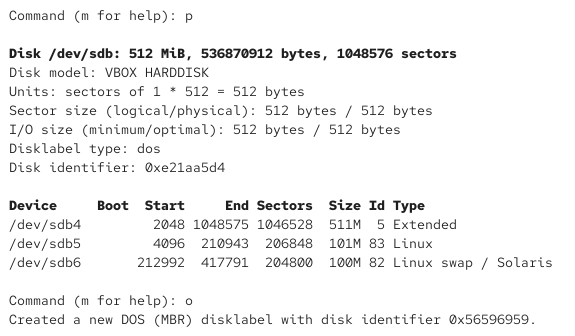 Command (m for help): p
Disk /dev/sdb: 512 MiB, 536870912 bytes, 1048576 sectors
Disk model: VBOX HARDDISK
Units: sectors of 1 * 512 = 512 bytes
Sector size (logical/physical): 512 bytes / 512 bytes
I/O size (minimum/optimal): 512 bytes / 512 bytes
Disklabel type: dos
Disk identifier: 0xe21aa5d4
Device     Boot  Start     End Sectors  Size Id Type
/dev/sdb4         2048 1048575 1046528  511M  5 Extended
/dev/sdb5         4096  210943  206848  101M 83 Linux
/dev/sdb6       212992  417791  204800  100M 82 Linux swap / Solaris
Command (m for help): o
Created a new DOS (MBR) disklabel with disk identifier 0x56596959.